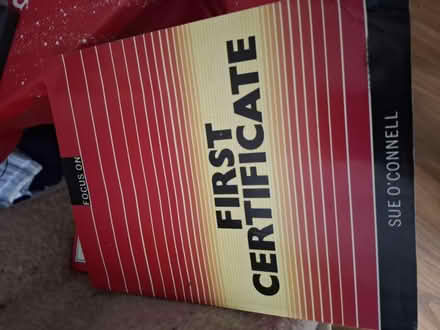 FOCUS ON
FIRST
CERTIFICATE
SUE O'CONNELL